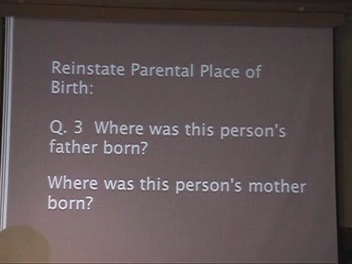 Reinstate Parental Place of
Birth:
Q. 3 Where was this person's
father born?
Where was this person's mother
born?